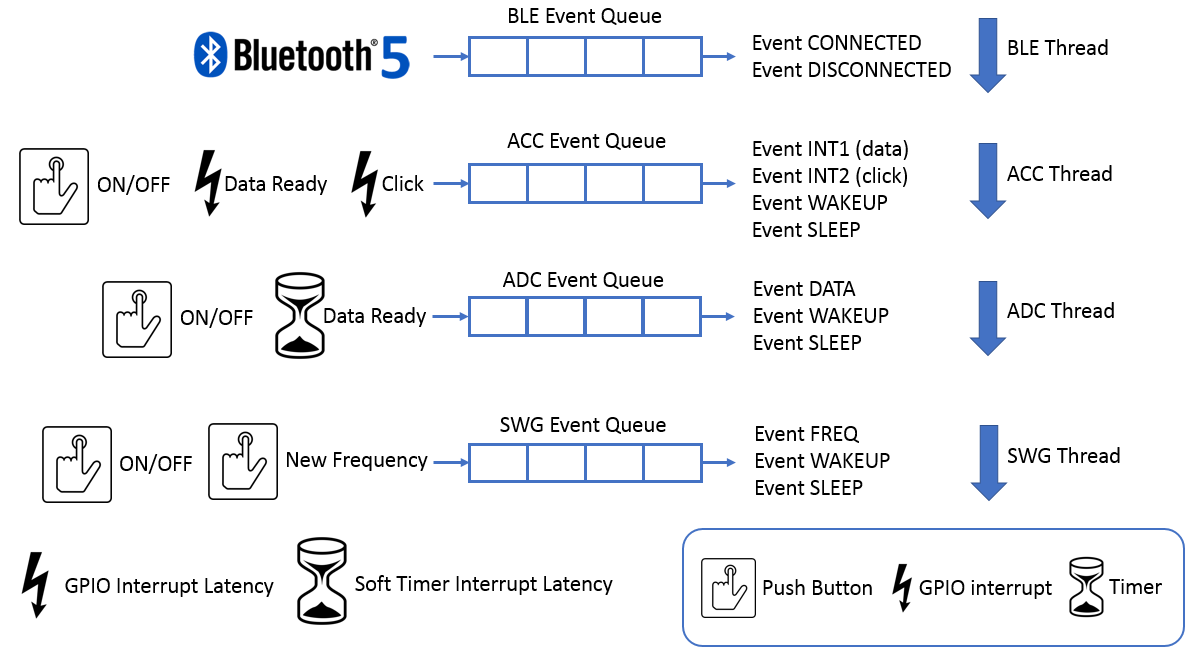 BLE Event Queue
Bluetooth® 5
Event CONNECTED
Event DISCONNECTED
BLE Thread
ACC Event Queue
ON/OFF
Data Ready
Click
Event INT1 (data)
Event INT2 (click)
Event WAKEUP
Event SLEEP
ACC Thread
ADC Event Queue
ON/OFF
Data Ready
Event DATA
Event WAKEUP
Event SLEEP
ADC Thread
SWG Event Queue
ON/OFF
New Frequency
Event FREQ
Event WAKEUP
Event SLEEP
SWG Thread
GPIO Interrupt Latency
Soft Timer Interrupt Latency
Push Button
GPIO interrupt
Timer